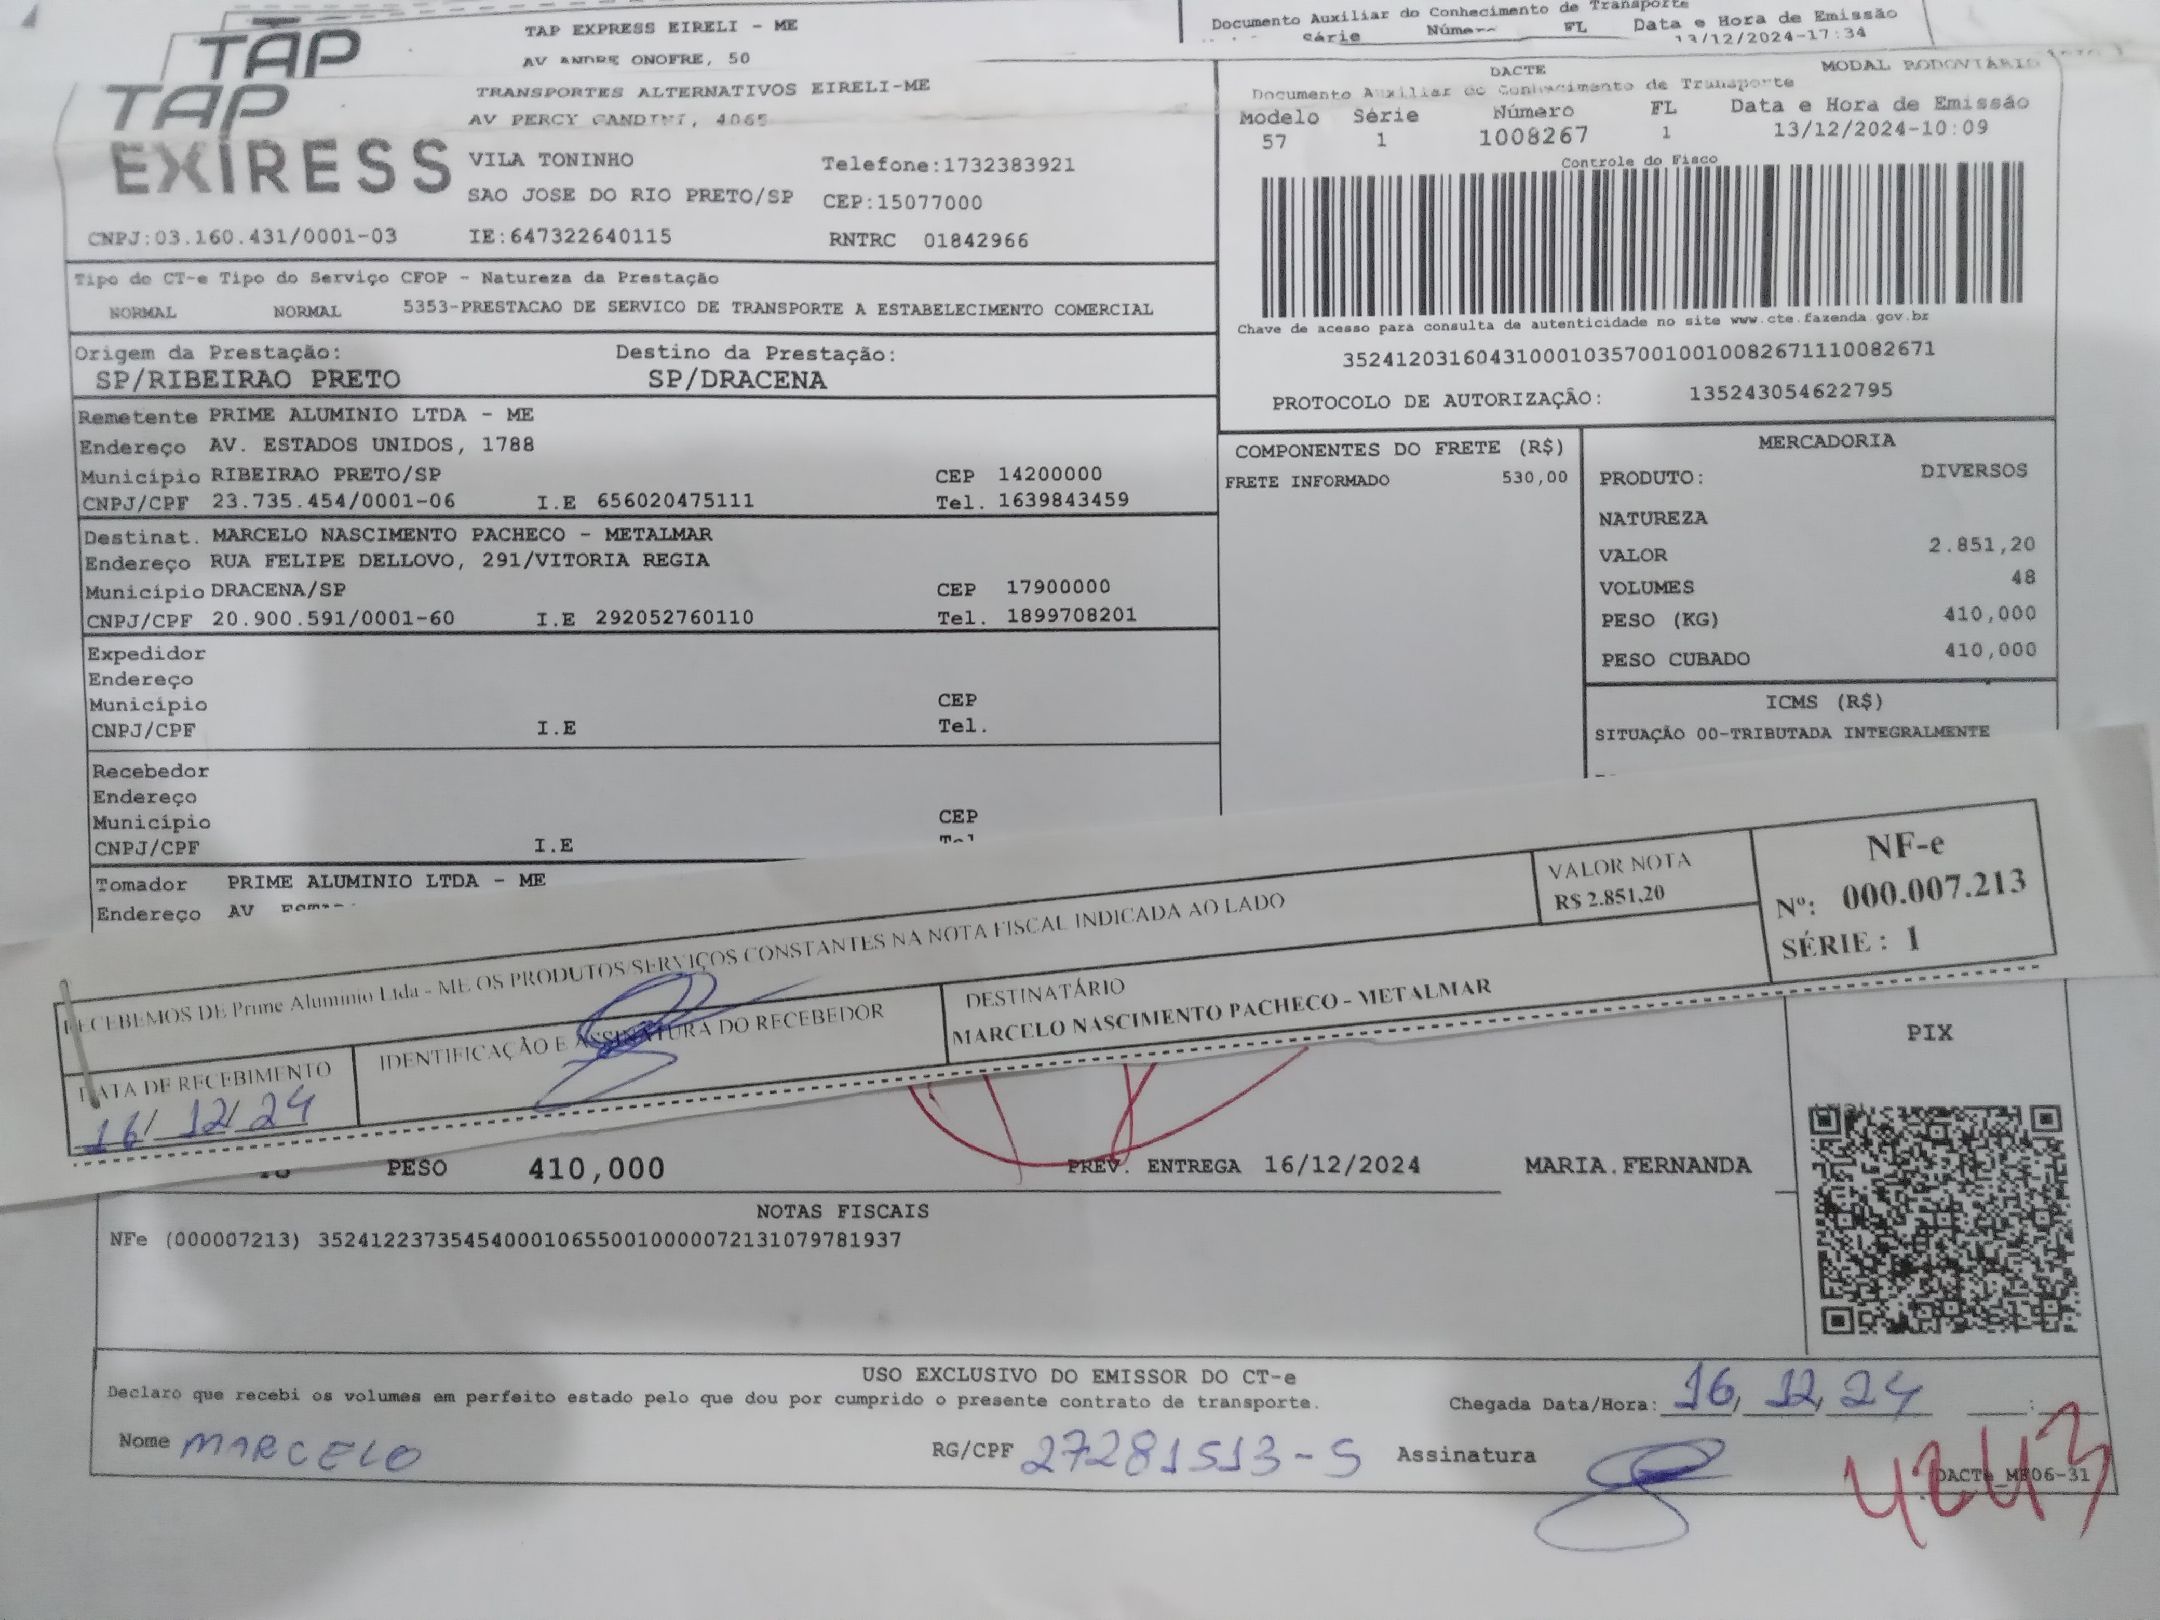 TAP
TAP EXPRESS EIRELI - ME
AV ANDRE ONOFRE, 50
Documento Auxiliar do Conhecimento de Transporte
Série Número FL Data e Hora de Emissão
13/12/2024-17:34
TAP
EXIRESS
TRANSPORTES ALTERNATIVOS EIRELI-ME
AV PERCY GANDINI, 4065
VILA TONINHO Telefone:1732383921
SAO JOSE DO RIO PRETO/SP CEP:15077000
CNPJ:03.160.431/0001-03 IE:647322640115 RNTRC 01842966
DACTE MODAL RODOVIÁRIO
Documento Auxiliar do Conhecimento de Transporte
Modelo Série Número FL Data e Hora de Emissão
57 1 1008267 1 13/12/2024-10:09
Controle do Fisco
Chave de acesso para consulta de autenticidade no site www.cte.fazenda.gov.br
35241203160431000103570010010082671110082671
PROTOCOLO DE AUTORIZAÇÃO: 135243054622795
Tipo do CT-e Tipo do Serviço CFOP - Natureza da Prestação
NORMAL NORMAL 5353-PRESTACAO DE SERVICO DE TRANSPORTE A ESTABELECIMENTO COMERCIAL
Origem da Prestação: Destino da Prestação:
SP/RIBEIRAO PRETO SP/DRACENA
Remetente PRIME ALUMINIO LTDA - ME
Endereço AV. ESTADOS UNIDOS, 1788
Município RIBEIRAO PRETO/SP CEP 14200000
CNPJ/CPF 23.735.454/0001-06 I.E 656020475111 Tel. 1639843459
Destinat. MARCELO NASCIMENTO PACHECO - METALMAR
Endereço RUA FELIPE DELLOVO, 291/VITORIA REGIA
Município DRACENA/SP CEP 17900000
CNPJ/CPF 20.900.591/0001-60 I.E 292052760110 Tel. 1899708201
Expedidor
Endereço
Município CEP
CNPJ/CPF I.E Tel.
Recebedor
Endereço
Município CEP
CNPJ/CPF I.E Tel
Tomador PRIME ALUMINIO LTDA - ME
Endereço AV
COMPONENTES DO FRETE (R$)
FRETE INFORMADO 530,00
MERCADORIA
PRODUTO: DIVERSOS
NATUREZA
VALOR 2.851,20
VOLUMES 48
PESO (KG) 410,000
PESO CUBADO 410,000
ICMS (R$)
SITUAÇÃO 00-TRIBUTADA INTEGRALMENTE
RECEBEMOS DE Prime Aluminio Ltda - ME OS PRODUTOS/SERVIÇOS CONSTANTES NA NOTA FISCAL INDICADA AO LADO
VALOR NOTA
R$ 2.851,20
NF-e
Nº: 000.007.213
SÉRIE : 1
DATA DE RECEBIMENTO
16/ 12/ 24
IDENTIFICAÇÃO E ASSINATURA DO RECEBEDOR
DESTINATÁRIO
MARCELO NASCIMENTO PACHECO - METALMAR
PIX
PESO 410,000 PREV. ENTREGA 16/12/2024 MARIA.FERNANDA
NOTAS FISCAIS
NFe (000007213) 35241223735454000106550010000072131079781937
USO EXCLUSIVO DO EMISSOR DO CT-e
Declaro que recebi os volumes em perfeito estado pelo que dou por cumprido o presente contrato de transporte.
Chegada Data/Hora: 16/ 12/ 24 :
Nome MARCELO RG/CPF 27281513-5 Assinatura
4243